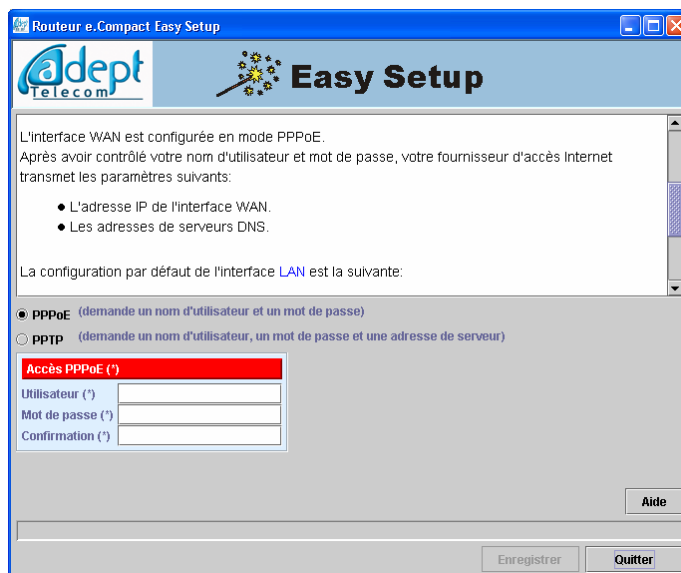 Routeur e.Compact Easy Setup
adept
Telecom
Easy Setup
L'interface WAN est configurée en mode PPPoE.
Après avoir contrôlé votre nom d'utilisateur et mot de passe, votre fournisseur d'accès Internet
transmet les paramètres suivants:
● L'adresse IP de l'interface WAN.
● Les adresses de serveurs DNS.
La configuration par défaut de l'interface LAN est la suivante:
PPPoE (demande un nom d'utilisateur et un mot de passe)
PPTP (demande un nom d'utilisateur, un mot de passe et une adresse de serveur)
Accès PPPoE (*)
Utilisateur (*)
Mot de passe (*)
Confirmation (*)
Aide
Enregistrer Quitter